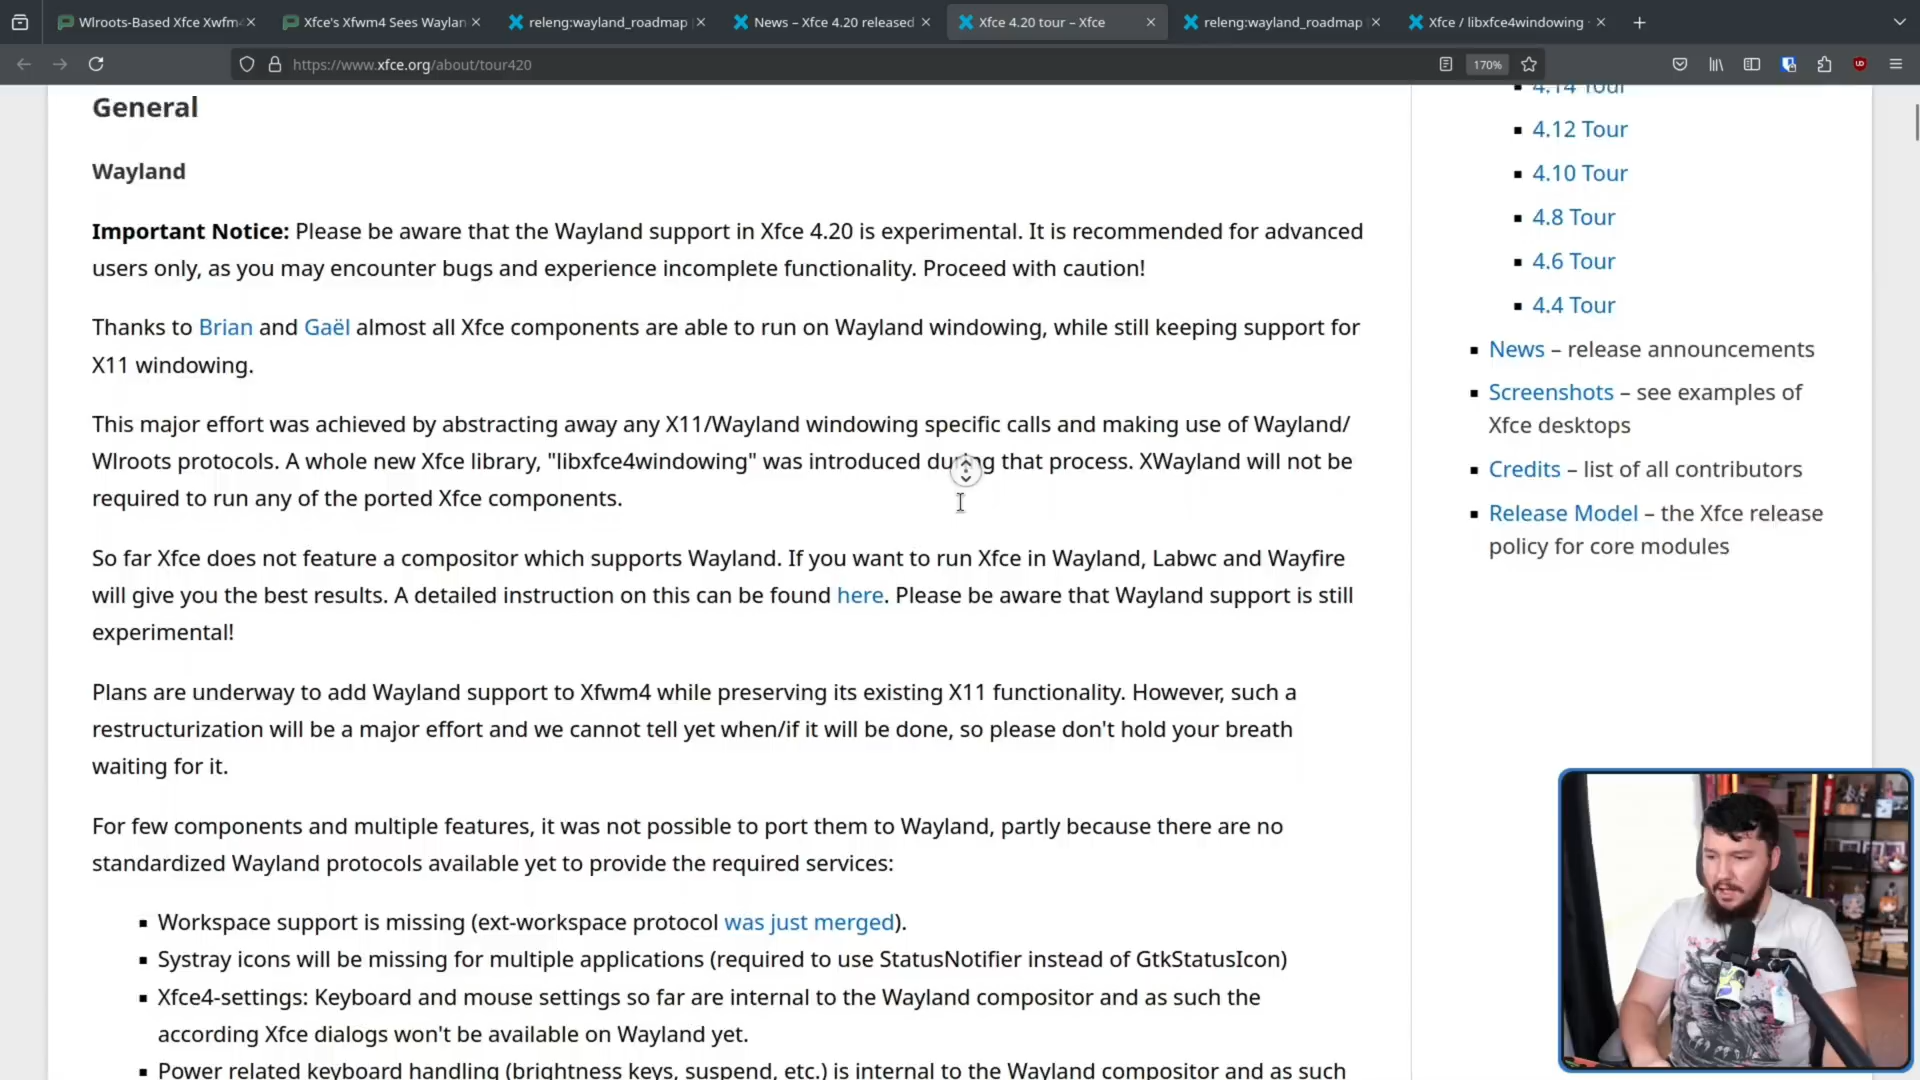 Wlroots-Based Xfce Xwfm4
Xfce's Xfwm4 Sees Waylan
releng:wayland_roadmap
News – Xfce 4.20 released
Xfce 4.20 tour – Xfce
releng:wayland_roadmap
Xfce / libxfce4windowing
https://www.xfce.org/about/tour420
170%
General
Wayland
Important Notice: Please be aware that the Wayland support in Xfce 4.20 is experimental. It is recommended for advanced
users only, as you may encounter bugs and experience incomplete functionality. Proceed with caution!
Thanks to Brian and Gaël almost all Xfce components are able to run on Wayland windowing, while still keeping support for
X11 windowing.
This major effort was achieved by abstracting away any X11/Wayland windowing specific calls and making use of Wayland/
Wlroots protocols. A whole new Xfce library, "libxfce4windowing" was introduced during that process. XWayland will not be
required to run any of the ported Xfce components.
So far Xfce does not feature a compositor which supports Wayland. If you want to run Xfce in Wayland, Labwc and Wayfire
will give you the best results. A detailed instruction on this can be found here. Please be aware that Wayland support is still
experimental!
Plans are underway to add Wayland support to Xfwm4 while preserving its existing X11 functionality. However, such a
restructurization will be a major effort and we cannot tell yet when/if it will be done, so please don't hold your breath
waiting for it.
For few components and multiple features, it was not possible to port them to Wayland, partly because there are no
standardized Wayland protocols available yet to provide the required services:
▪ Workspace support is missing (ext-workspace protocol was just merged).
▪ Systray icons will be missing for multiple applications (required to use StatusNotifier instead of GtkStatusIcon)
▪ Xfce4-settings: Keyboard and mouse settings so far are internal to the Wayland compositor and as such the
according Xfce dialogs won't be available on Wayland yet.
▪ Power related keyboard handling (brightness keys, suspend, etc.) is internal to the Wayland compositor and as such
▪ 4.14 Tour
▪ 4.12 Tour
▪ 4.10 Tour
▪ 4.8 Tour
▪ 4.6 Tour
▪ 4.4 Tour
▪ News – release announcements
▪ Screenshots – see examples of
Xfce desktops
▪ Credits – list of all contributors
▪ Release Model – the Xfce release
policy for core modules